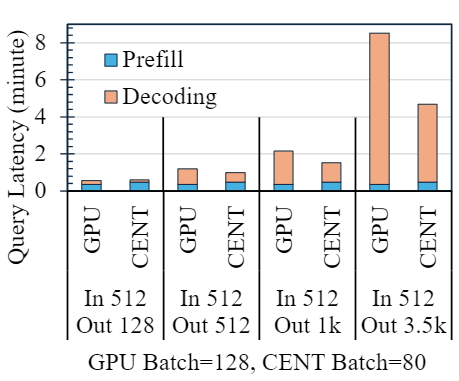 Query Latency (minute)
8
6
4
2
0
Prefill
Decoding
GPU
CENT
GPU
CENT
GPU
CENT
GPU
CENT
In 512
Out 128
In 512
Out 512
In 512
Out 1k
In 512
Out 3.5k
GPU Batch=128, CENT Batch=80